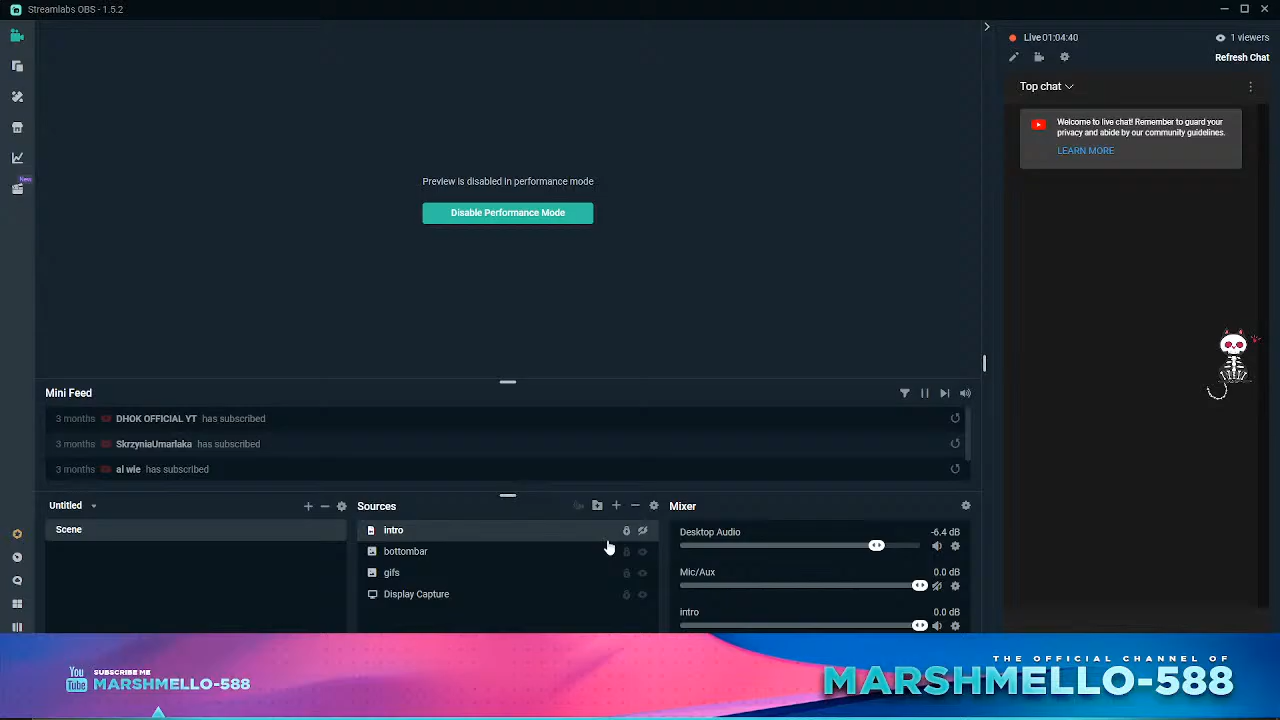 Streamlabs OBS - 1.5.2
Live 01:04:40
1 viewers
Refresh Chat
Top chat
Welcome to live chat! Remember to guard your
privacy and abide by our community guidelines.
LEARN MORE
New
Preview is disabled in performance mode
Disable Performance Mode
Mini Feed
3 months DHOK OFFICIAL YT has subscribed
3 months SkrzyniaUmarlaka has subscribed
3 months al wie has subscribed
Untitled
Scene
Sources
intro
bottombar
gifs
Display Capture
Mixer
Desktop Audio -6.4 dB
Mic/Aux 0.0 dB
intro 0.0 dB
You
Tube
SUBSCRIBE ME
MARSHMELLO-588
THE OFFICIAL CHANNEL OF
MARSHMELLO-588